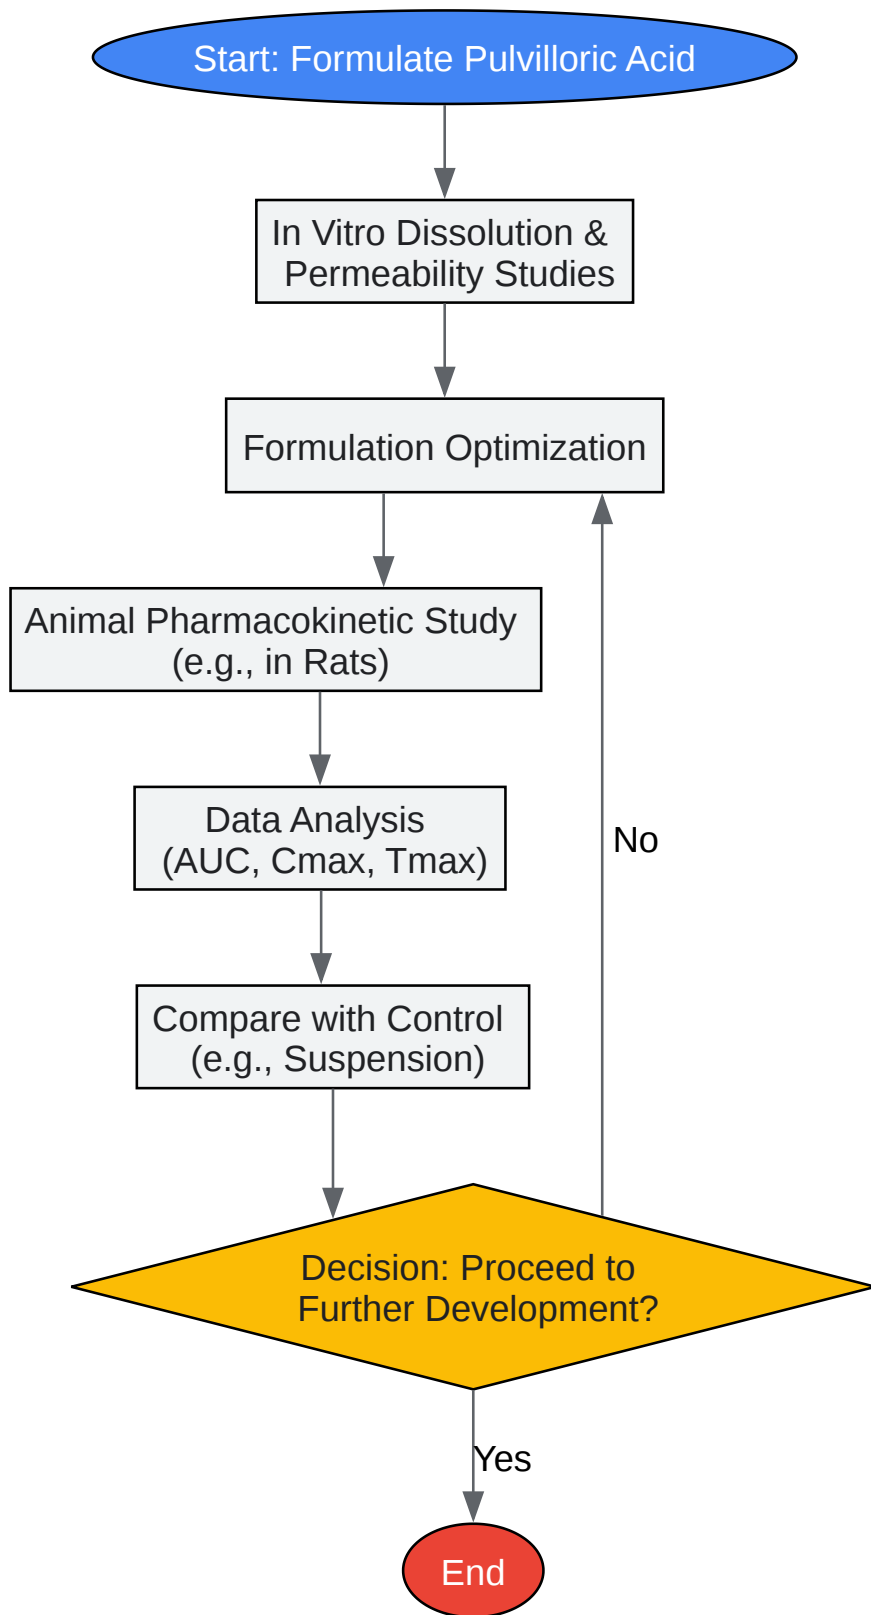 Start: Formulate Pulvilloric Acid
In Vitro Dissolution &
Permeability Studies
Formulation Optimization
Animal Pharmacokinetic Study
(e.g., in Rats)
Data Analysis
(AUC, Cmax, Tmax)
No
Compare with Control
(e.g., Suspension)
Decision: Proceed to
Further Development?
Yes
End